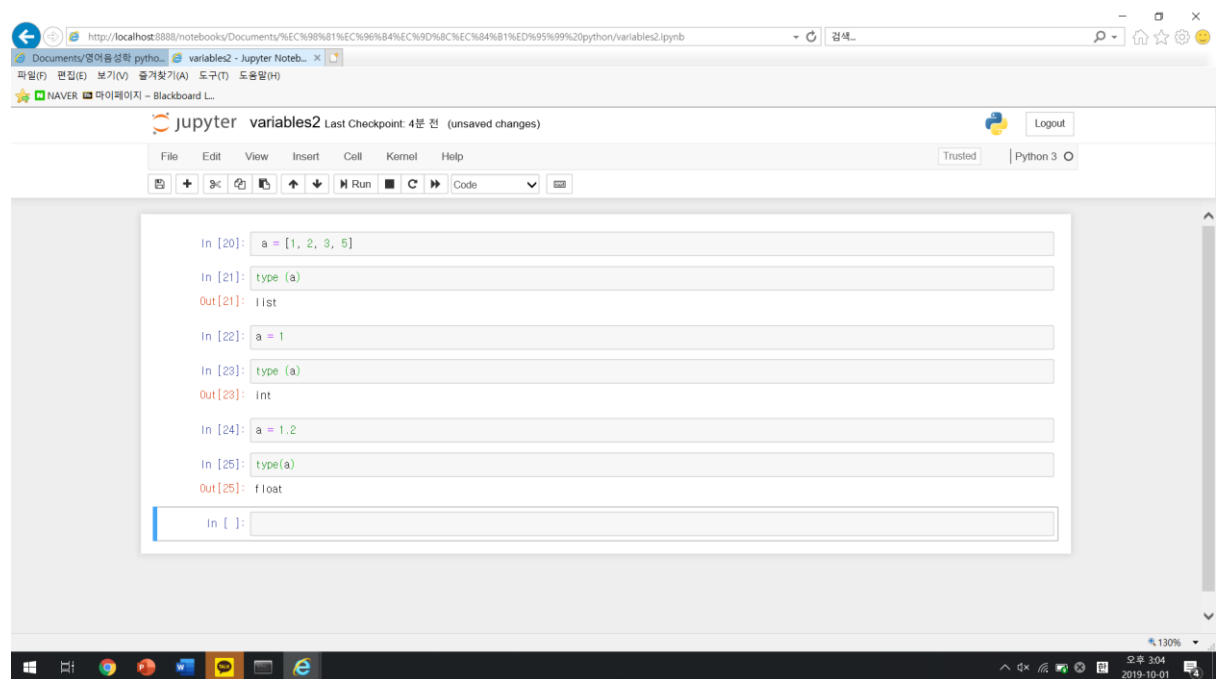 http://localhost:8888/notebooks/Documents/%EC%98%81%EC%96%B4%EC%9D%8C%EC%84%B1%ED%95%99%20python/variables2.ipynb
검색...
Documents/영어음성학 pytho...
variables2 - Jupyter Noteb...
파일(F) 편집(E) 보기(V) 즐겨찾기(A) 도구(T) 도움말(H)
NAVER 마이페이지 – Blackboard L...
jupyter variables2 Last Checkpoint: 4분 전 (unsaved changes)
Logout
File Edit View Insert Cell Kernel Help
Trusted
Python 3
Run
Code
In [20]: a = [1, 2, 3, 5]
In [21]: type (a)
Out[21]: list
In [22]: a = 1
In [23]: type (a)
Out[23]: int
In [24]: a = 1.2
In [25]: type(a)
Out[25]: float
In [ ]:
130%
TALK
한
오후 3:04
2019-10-01
4